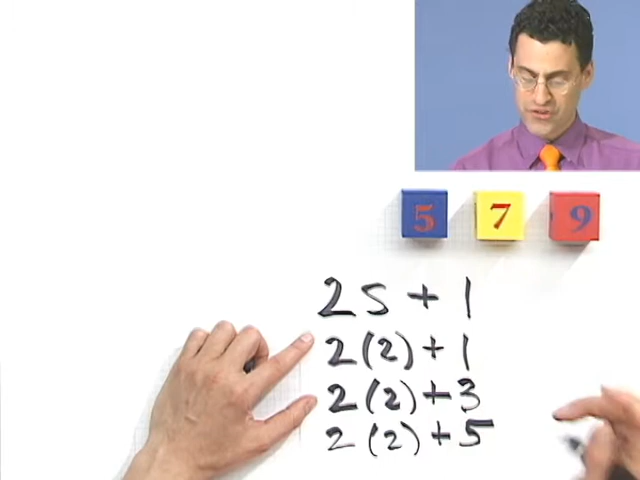 5 7 9
2S + 1
2(2) + 1
2(2) + 3
2(2) + 5